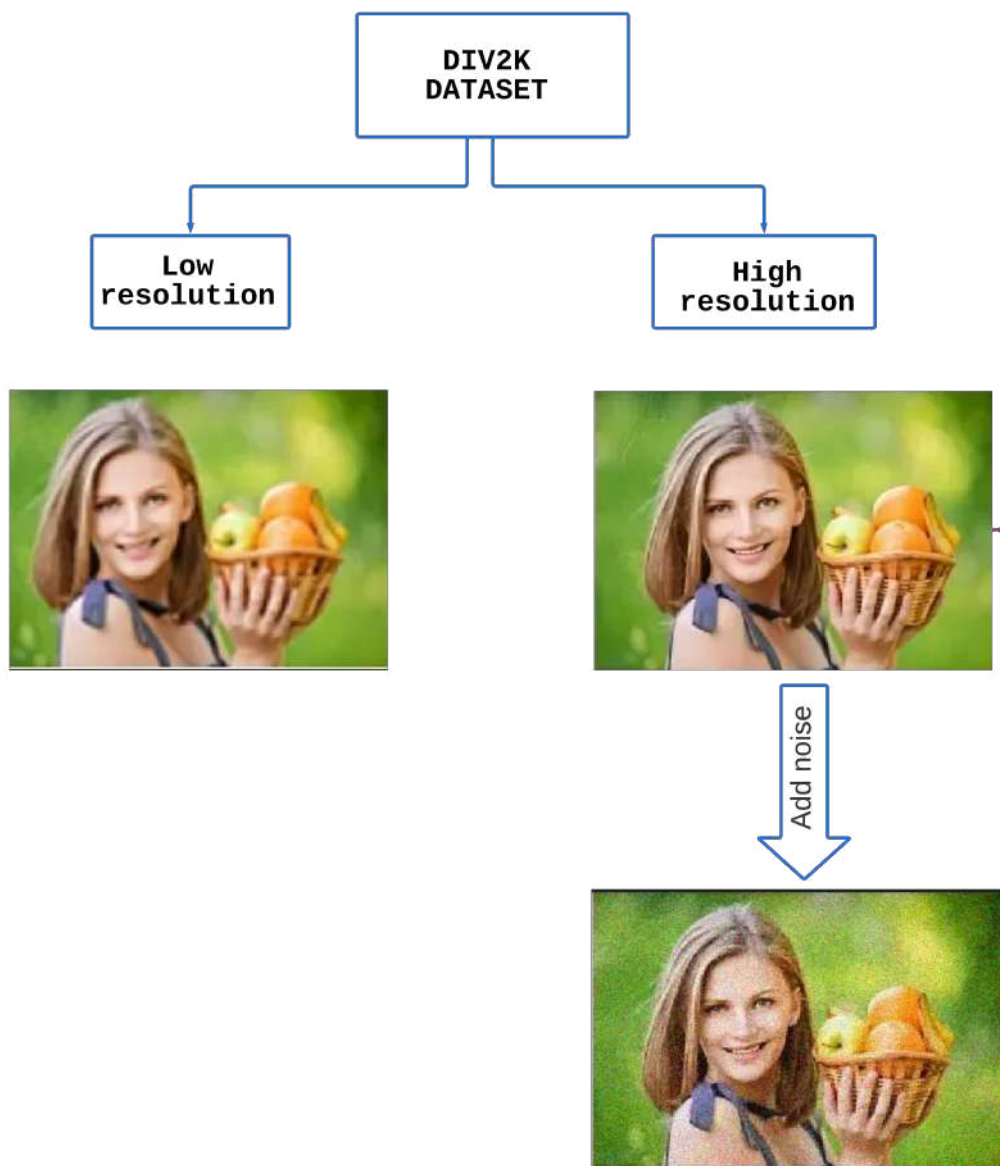 DIV2K
DATASET
Low
resolution
High
resolution
Add noise